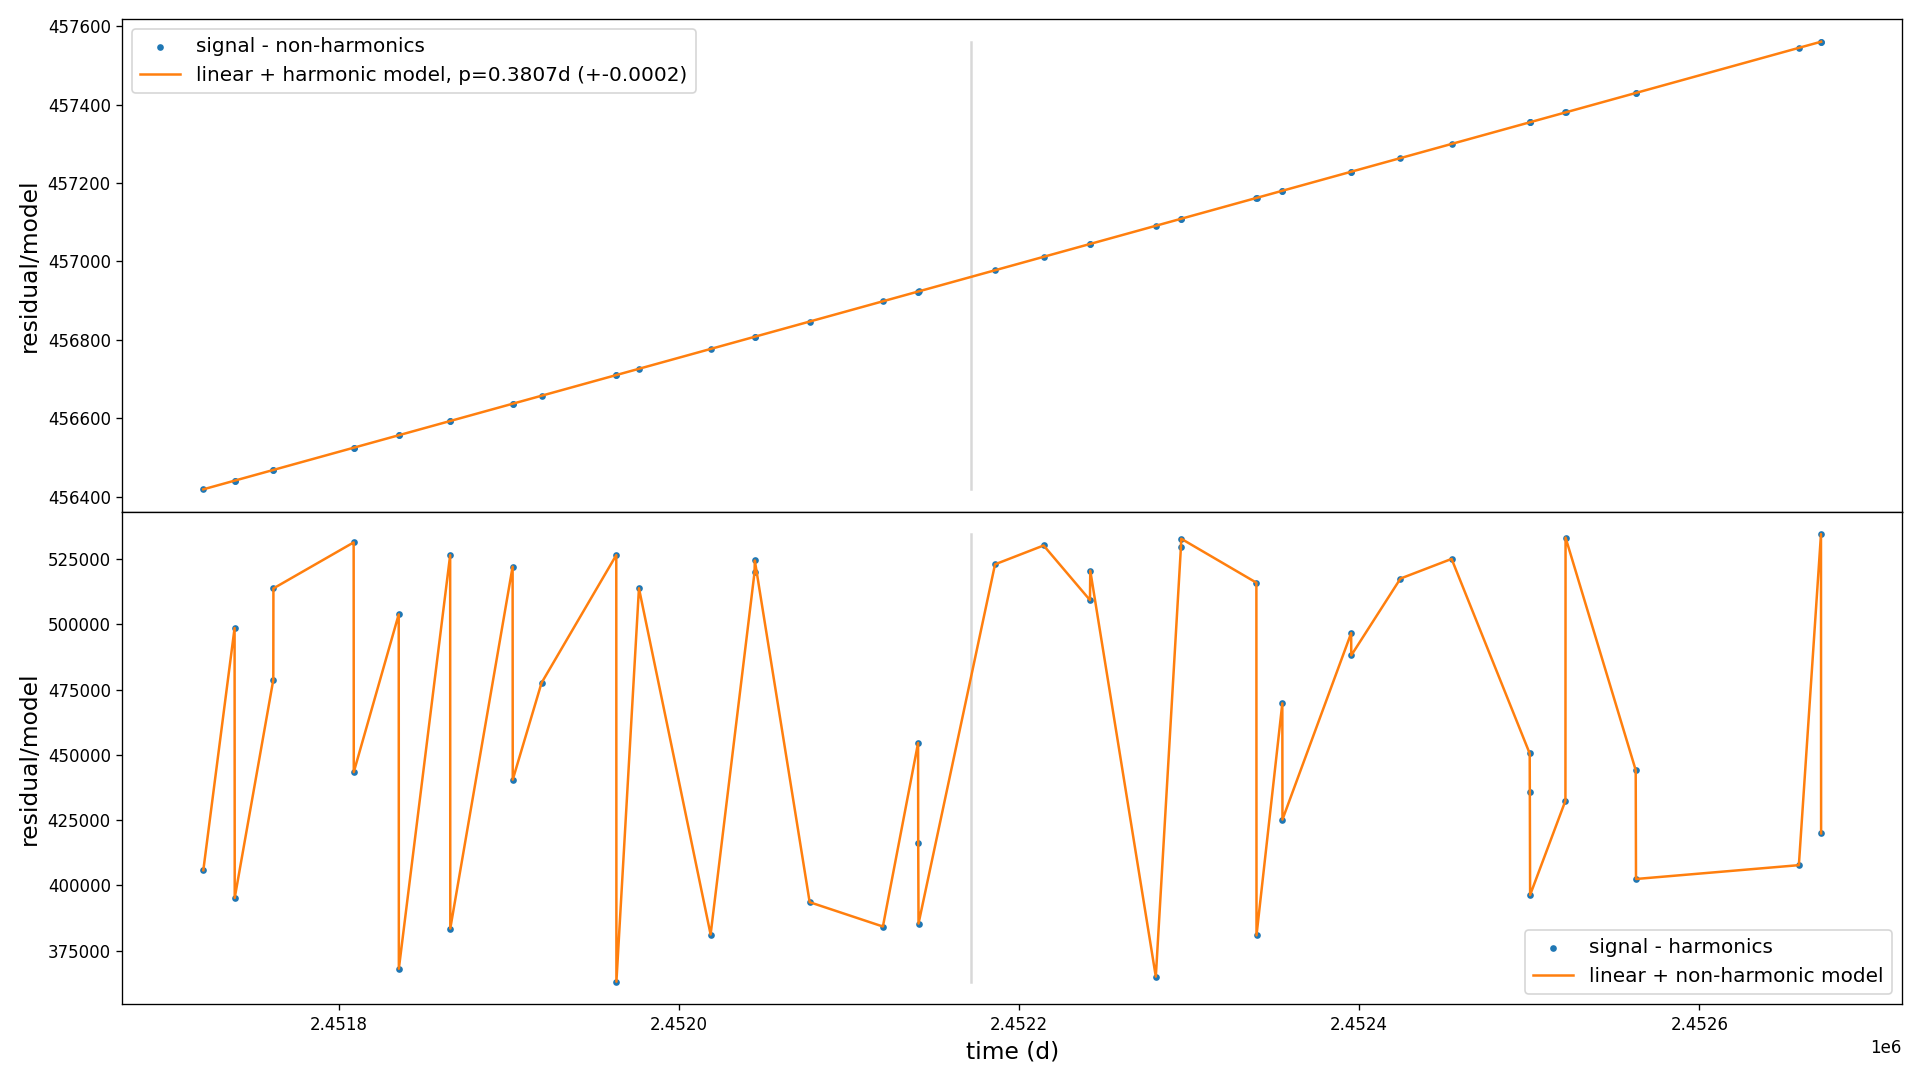 457600
457400
457200
457000
456800
456600
456400
residual/model
signal - non-harmonics
linear + harmonic model, p=0.3807d (+-0.0002)
525000
500000
475000
450000
425000
400000
375000
residual/model
signal - harmonics
linear + non-harmonic model
2.4518
2.4520
2.4522
2.4524
2.4526
1e6
time (d)